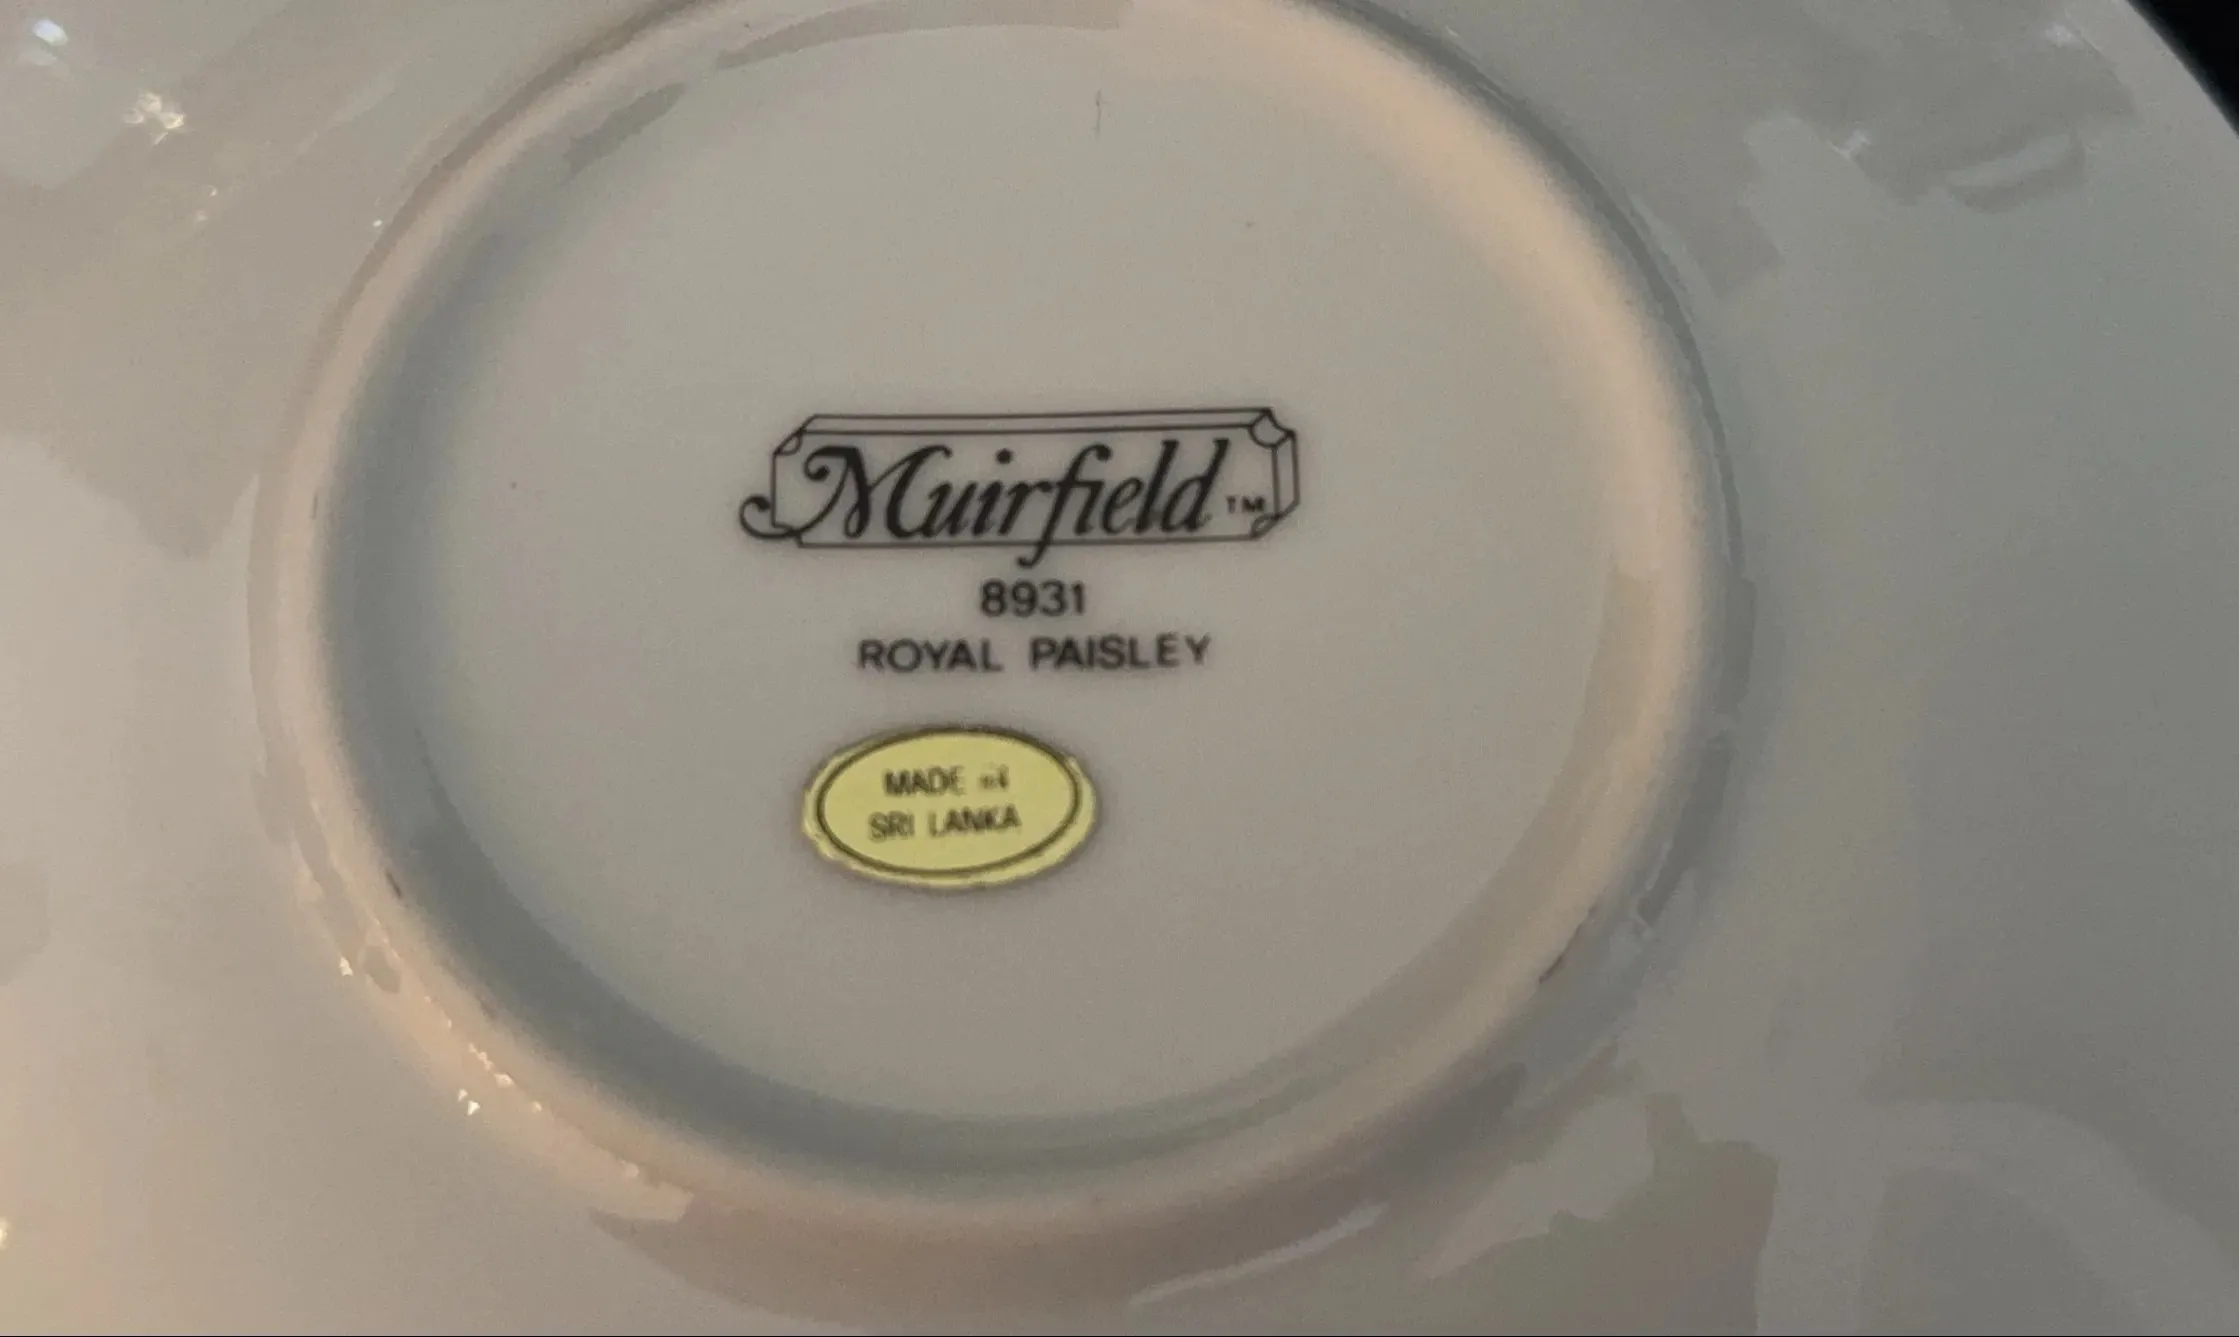 Muirfield™
8931
ROYAL PAISLEY
MADE IN
SRI LANKA